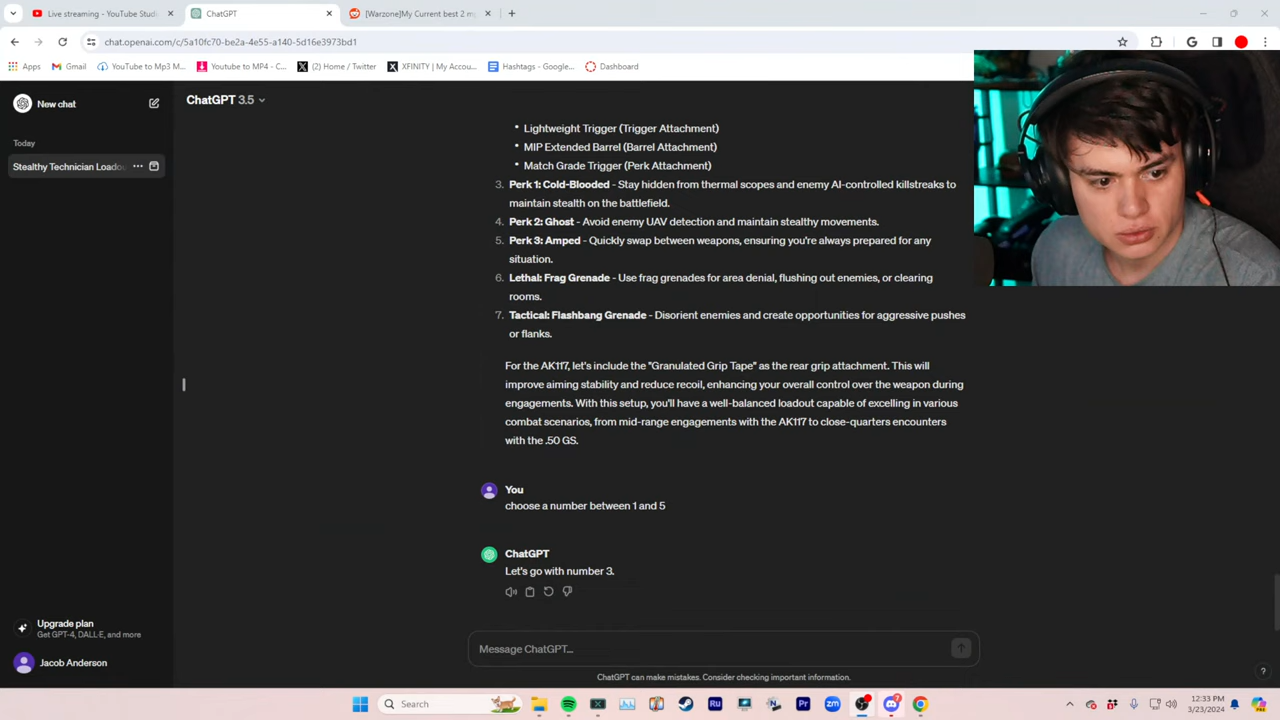 Live streaming - YouTube Studi
ChatGPT
[Warzone]My Current best 2 m
chat.openai.com/c/5a10fc70-be2a-4e55-a140-5d16e3973bd1
Apps
Gmail
YouTube to Mp3 M...
Youtube to MP4 - C...
(2) Home / Twitter
XFINITY | My Accou...
Hashtags - Google...
Dashboard
New chat
ChatGPT 3.5
Today
Stealthy Technician Loado
• Lightweight Trigger (Trigger Attachment)
• MIP Extended Barrel (Barrel Attachment)
• Match Grade Trigger (Perk Attachment)
3. Perk 1: Cold-Blooded - Stay hidden from thermal scopes and enemy AI-controlled killstreaks to
maintain stealth on the battlefield.
4. Perk 2: Ghost - Avoid enemy UAV detection and maintain stealthy movements.
5. Perk 3: Amped - Quickly swap between weapons, ensuring you're always prepared for any
situation.
6. Lethal: Frag Grenade - Use frag grenades for area denial, flushing out enemies, or clearing
rooms.
7. Tactical: Flashbang Grenade - Disorient enemies and create opportunities for aggressive pushes
or flanks.
For the AK117, let's include the "Granulated Grip Tape" as the rear grip attachment. This will
improve aiming stability and reduce recoil, enhancing your overall control over the weapon during
engagements. With this setup, you'll have a well-balanced loadout capable of excelling in various
combat scenarios, from mid-range engagements with the AK117 to close-quarters encounters
with the .50 GS.
You
choose a number between 1 and 5
ChatGPT
Let's go with number 3.
Upgrade plan
Get GPT-4, DALL·E, and more
Jacob Anderson
Message ChatGPT...
ChatGPT can make mistakes. Consider checking important information.
?
Search
Ru
Pr
zm
12:33 PM
3/23/2024